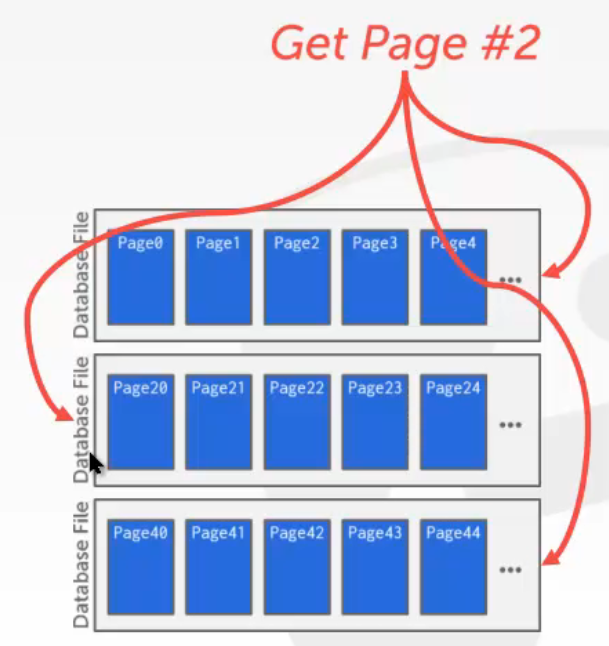 Get Page #2
Database File
Page0 Page1 Page2 Page3 Page4 ...
Database File
Page20 Page21 Page22 Page23 Page24 ...
Database File
Page40 Page41 Page42 Page43 Page44 ...